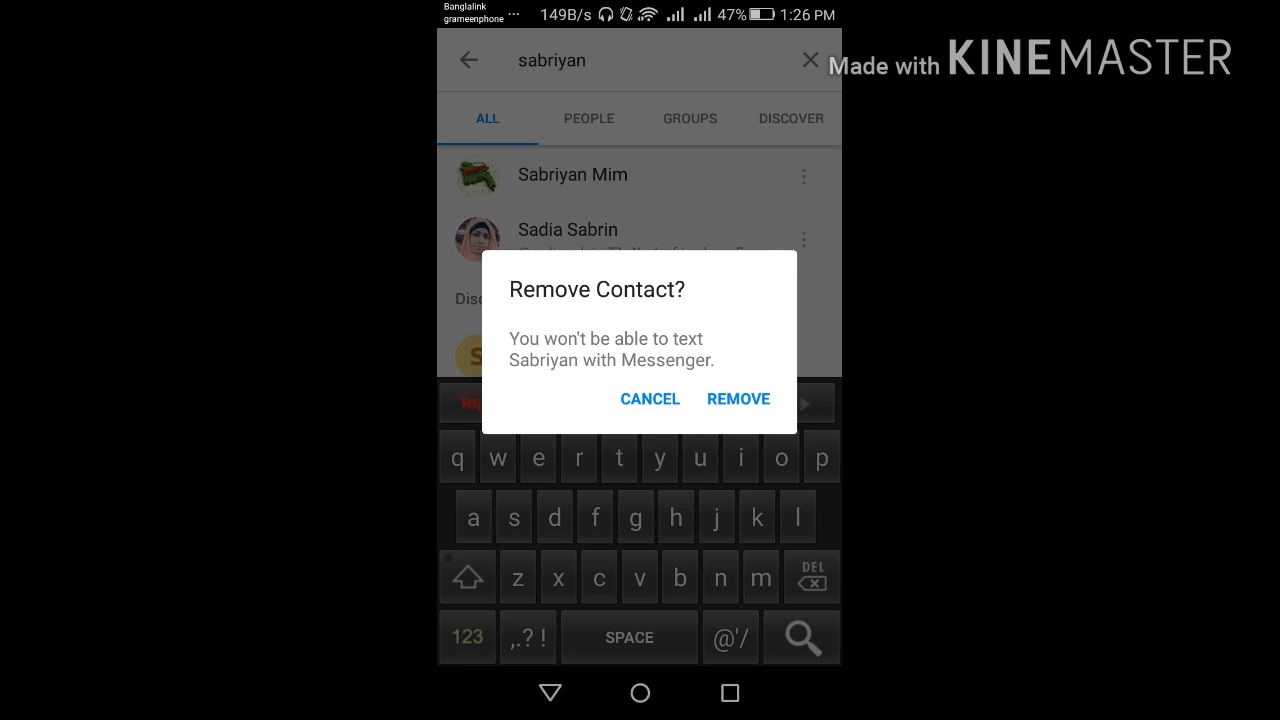 Banglalink
grameenphone ... 149B/s 47% 1:26 PM
sabriyan
Made with KINEMASTER
ALL PEOPLE GROUPS DISCOVER
Sabriyan Mim
Sadia Sabrin
Disc
S
Remove Contact?
You won't be able to text
Sabriyan with Messenger.
CANCEL REMOVE
q w e r t y u i o p
a s d f g h j k l
z x c v b n m DEL
123 ,.?! SPACE @'/